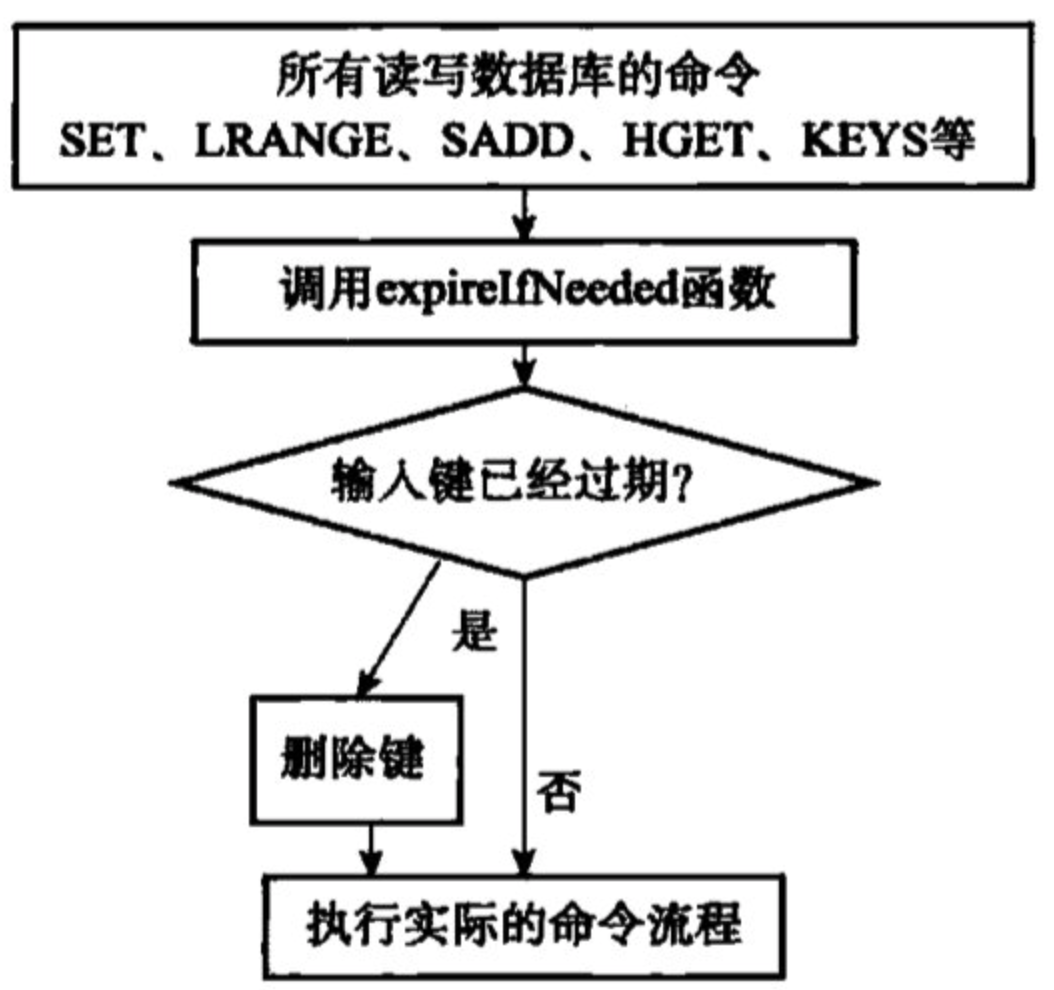 所有读写数据库的命令
SET、LRANGE、SADD、HGET、KEYS等
调用expireIfNeeded函数
输入键已经过期?
是
删除键
否
执行实际的命令流程